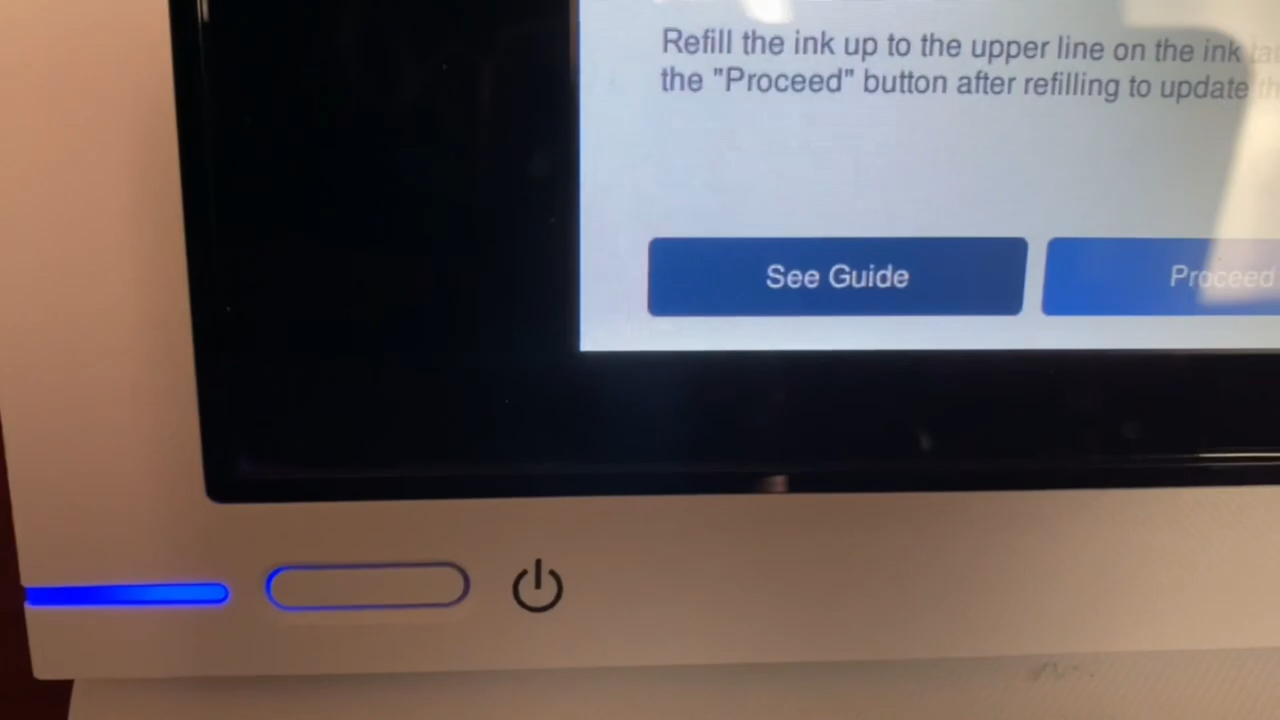 Refill the ink up to the upper line on the ink
the "Proceed" button after refilling to update
See Guide
Proceed